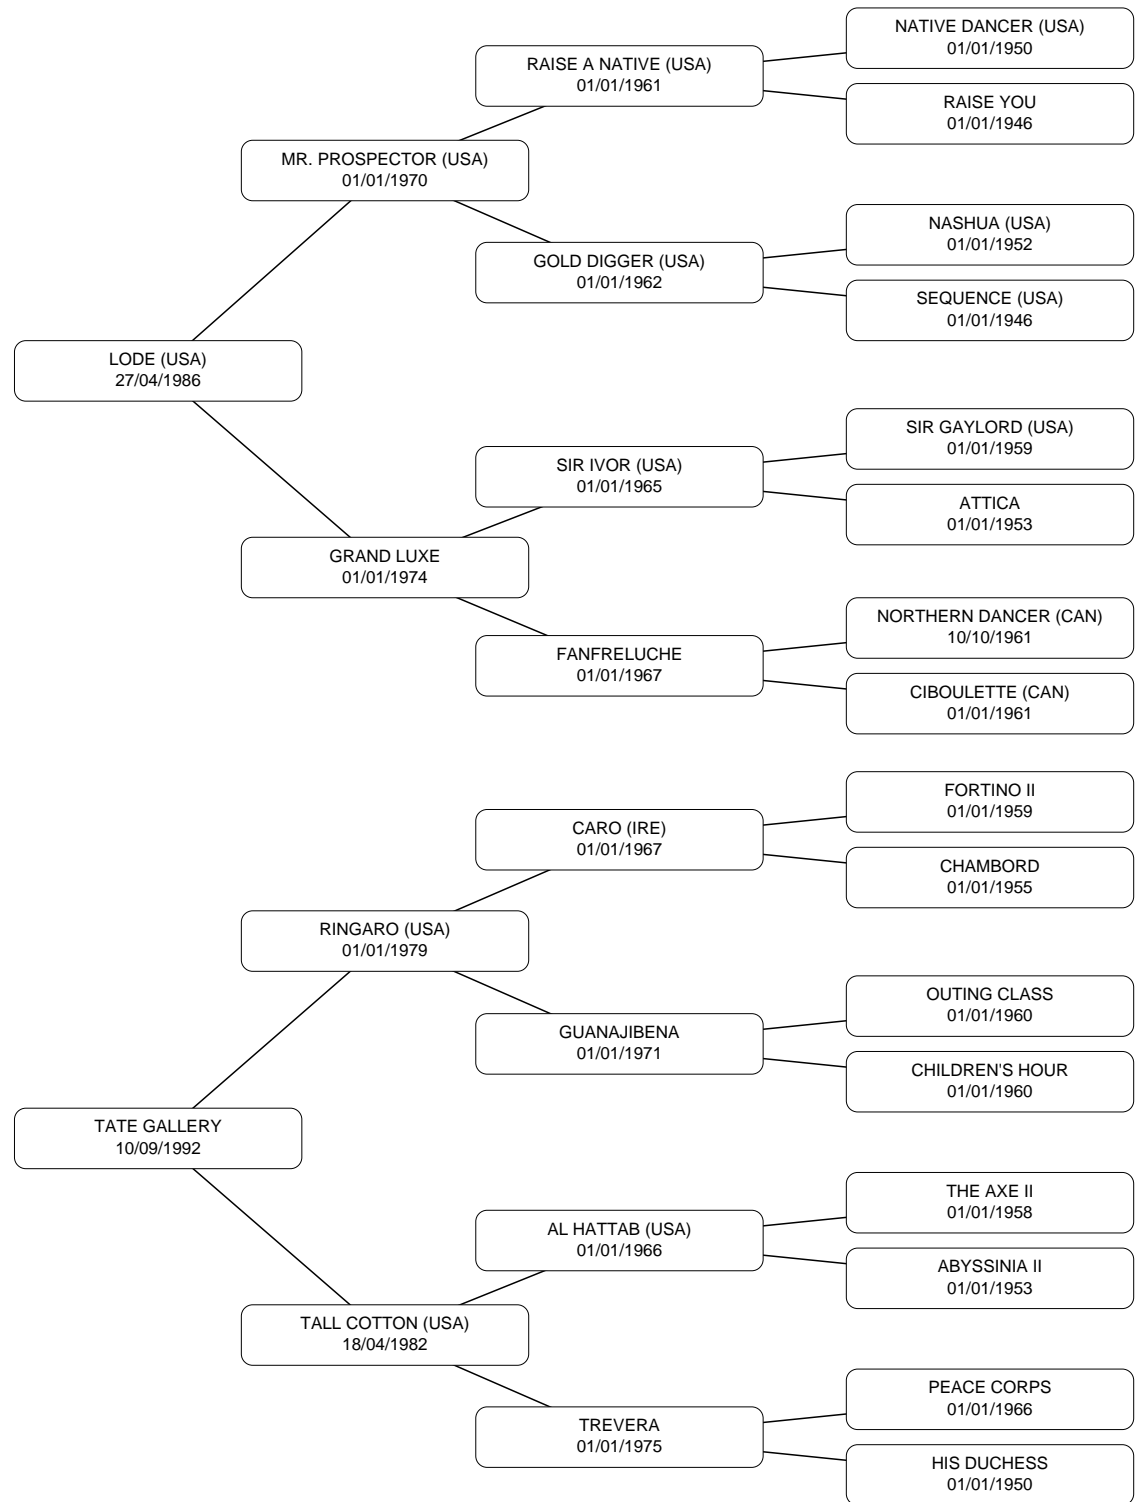 NATIVE DANCER (USA)
01/01/1950
RAISE A NATIVE (USA)
01/01/1961
RAISE YOU
01/01/1946
MR. PROSPECTOR (USA)
01/01/1970
NASHUA (USA)
01/01/1952
GOLD DIGGER (USA)
01/01/1962
SEQUENCE (USA)
01/01/1946
LODE (USA)
27/04/1986
SIR GAYLORD (USA)
01/01/1959
SIR IVOR (USA)
01/01/1965
ATTICA
01/01/1953
GRAND LUXE
01/01/1974
NORTHERN DANCER (CAN)
10/10/1961
FANFRELUCHE
01/01/1967
CIBOULETTE (CAN)
01/01/1961
FORTINO II
01/01/1959
CARO (IRE)
01/01/1967
CHAMBORD
01/01/1955
RINGARO (USA)
01/01/1979
OUTING CLASS
01/01/1960
GUANAJIBENA
01/01/1971
CHILDREN'S HOUR
01/01/1960
TATE GALLERY
10/09/1992
THE AXE II
01/01/1958
AL HATTAB (USA)
01/01/1966
ABYSSINIA II
01/01/1953
TALL COTTON (USA)
18/04/1982
PEACE CORPS
01/01/1966
TREVERA
01/01/1975
HIS DUCHESS
01/01/1950